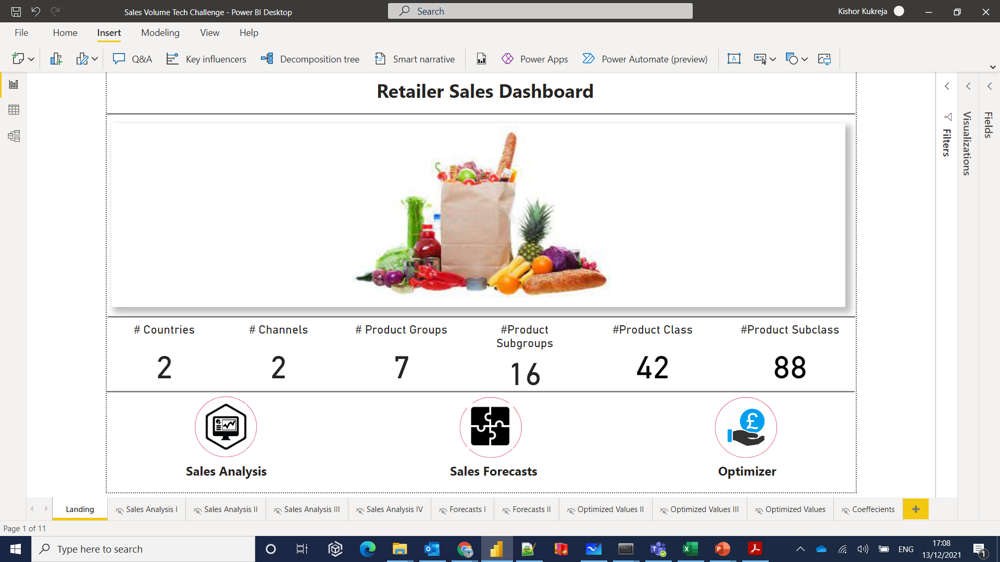 Sales Volume Tech Challenge - Power BI Desktop
Search
Kishor Kukreja
File Home Insert Modeling View Help
Q&A Key influencers Decomposition tree Smart narrative Power Apps Power Automate (preview)
Retailer Sales Dashboard
Filters
Visualizations
Fields
# Countries
2
# Channels
2
# Product Groups
7
#Product
Subgroups
16
#Product Class
42
#Product Subclass
88
£
Sales Analysis
Sales Forecasts
Optimizer
Landing Sales Analysis I Sales Analysis II Sales Analysis III Sales Analysis IV Forecasts I Forecasts II Optimized Values II Optimized Values III Optimized Values Coeffecients
Page 1 of 11
Type here to search
ENG
17:08
13/12/2021
1